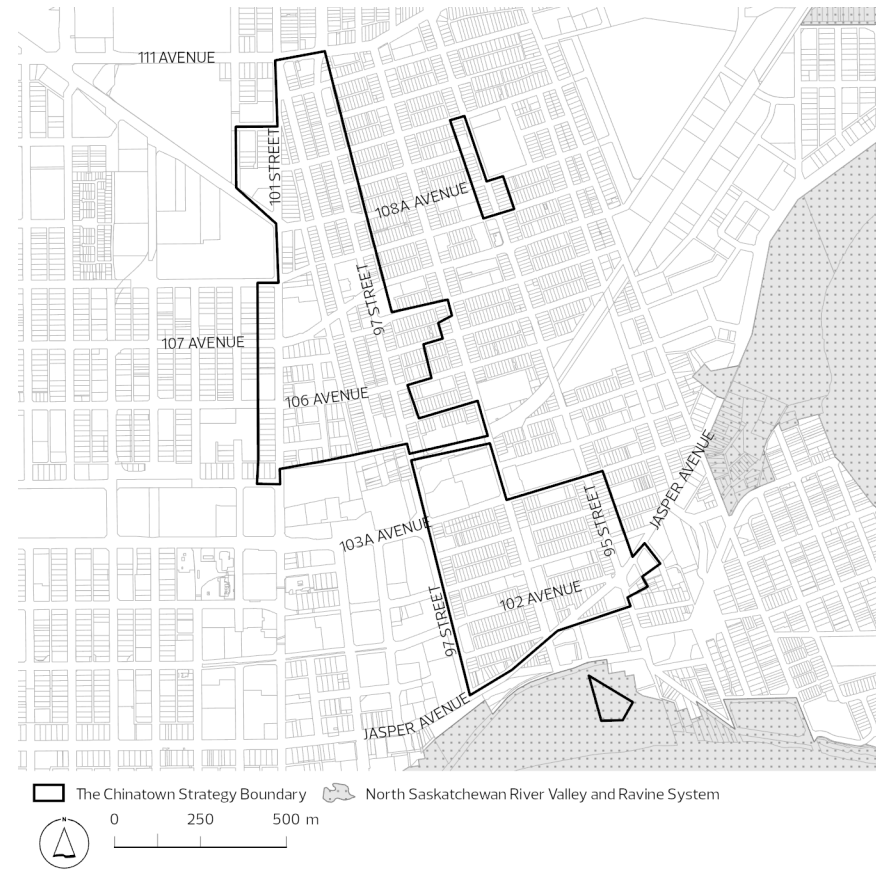 111 AVENUE
101 STREET
108A AVENUE
97 STREET
107 AVENUE
106 AVENUE
JASPER AVENUE
95 STREET
103A AVENUE
102 AVENUE
97 STREET
JASPER AVENUE
The Chinatown Strategy Boundary
North Saskatchewan River Valley and Ravine System
N
0 250 500 m